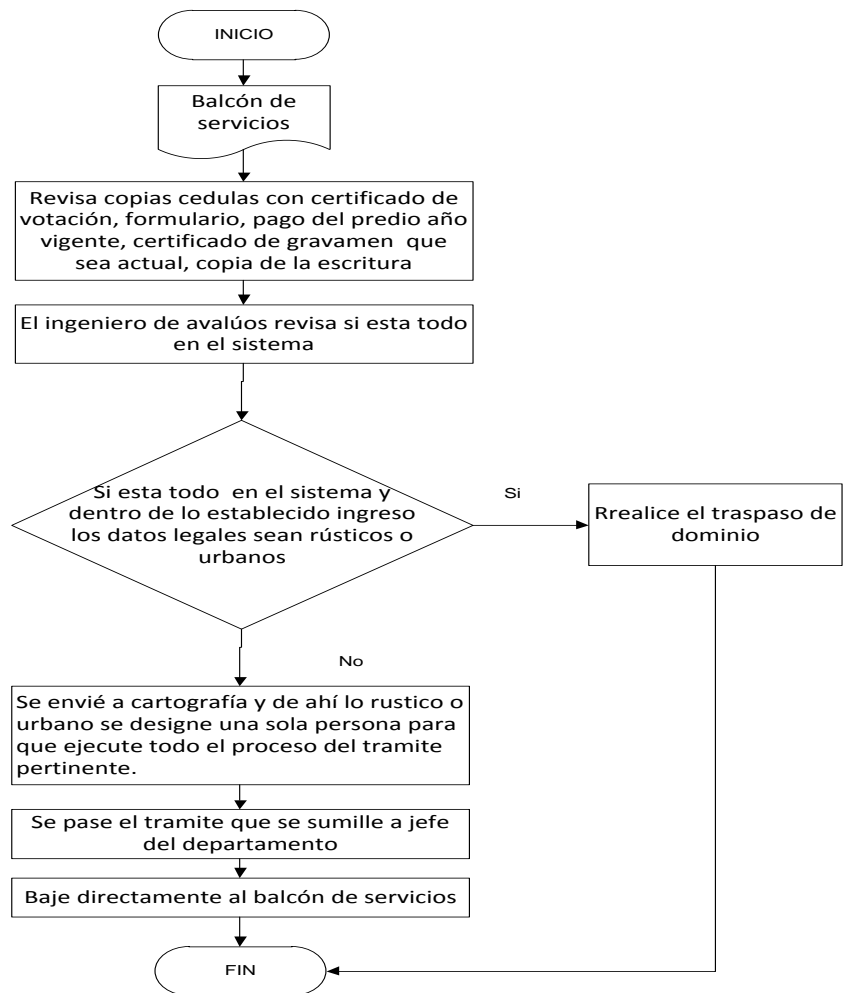 INICIO
Balcón de
servicios
Revisa copias cedulas con certificado de
votación, formulario, pago del predio año
vigente, certificado de gravamen que
sea actual, copia de la escritura
El ingeniero de avalúos revisa si esta todo
en el sistema
Si esta todo en el sistema y
dentro de lo establecido ingreso
los datos legales sean rústicos o
urbanos
Si
Rrealice el traspaso de
dominio
No
Se envié a cartografía y de ahí lo rustico o
urbano se designe una sola persona para
que ejecute todo el proceso del tramite
pertinente.
Se pase el tramite que se sumille a jefe
del departamento
Baje directamente al balcón de servicios
FIN